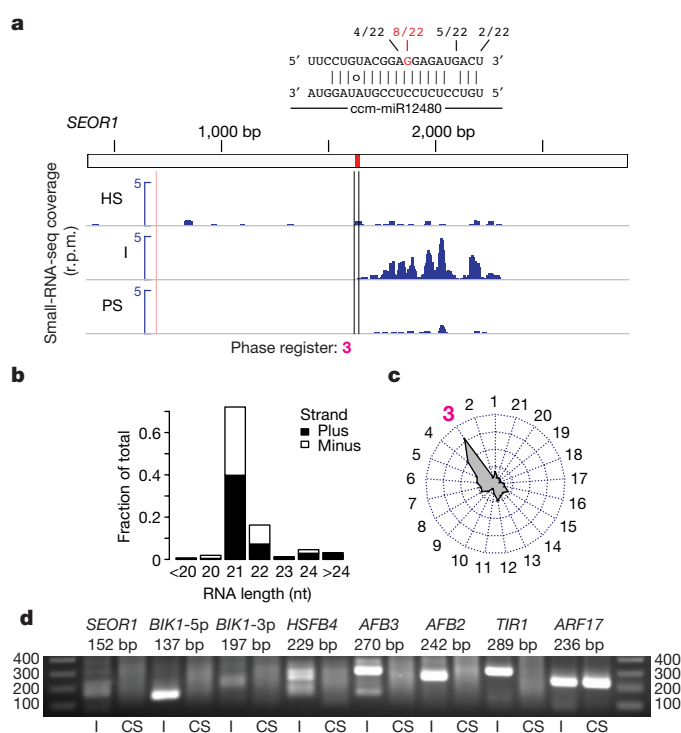 a
4/22 8/22 5/22 2/22
5′ UUCCUGUACGGAGGAGAUGACU 3′
3′ AUGGAUAUGCCUCCUCUCCUGU 5′
ccm-miR12480
SEOR1
1,000 bp 2,000 bp
Small-RNA-seq coverage
(r.p.m.)
HS 5
I 5
PS 5
Phase register: 3
b
Fraction of total
0.6
0.4
0.2
0
Strand
Plus
Minus
<20 20 21 22 23 24 >24
RNA length (nt)
c
1 21 20 19 18 17 16 15 14 13 12 11 10 9 8 7 6 5 4 3 2
d
SEOR1 BIK1-5p BIK1-3p HSFB4 AFB3 AFB2 TIR1 ARF17
152 bp 137 bp 197 bp 229 bp 270 bp 242 bp 289 bp 236 bp
400 400
300 300
200 200
100 100
I CS I CS I CS I CS I CS I CS I CS I CS